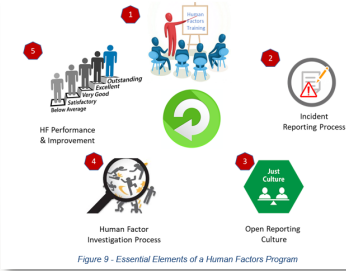 1
Human
Factors
Training
5
Outstanding
Excellent
Very Good
Satisfactory
Below Average
HF Performance
& Improvement
2
Incident
Reporting Process
4
Human Factor
Investigation Process
3
Just
Culture
Open Reporting
Culture
Figure 9 - Essential Elements of a Human Factors Program